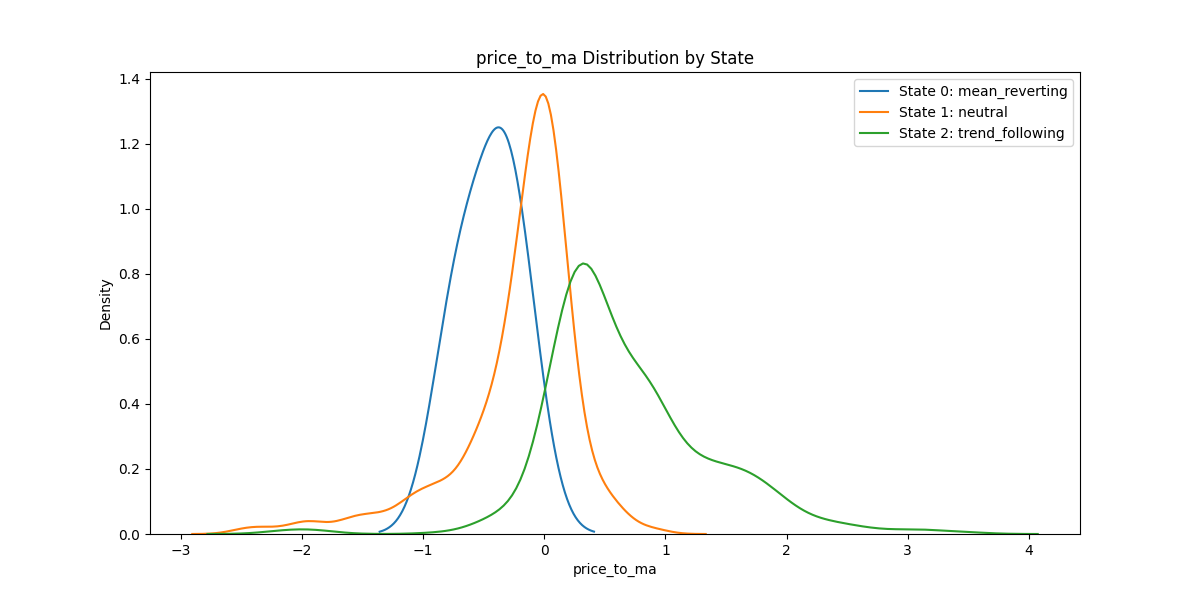 price_to_ma Distribution by State
State 0: mean_reverting
State 1: neutral
State 2: trend_following
Density
1.4
1.2
1.0
0.8
0.6
0.4
0.2
0.0
−3 −2 −1 0 1 2 3 4
price_to_ma